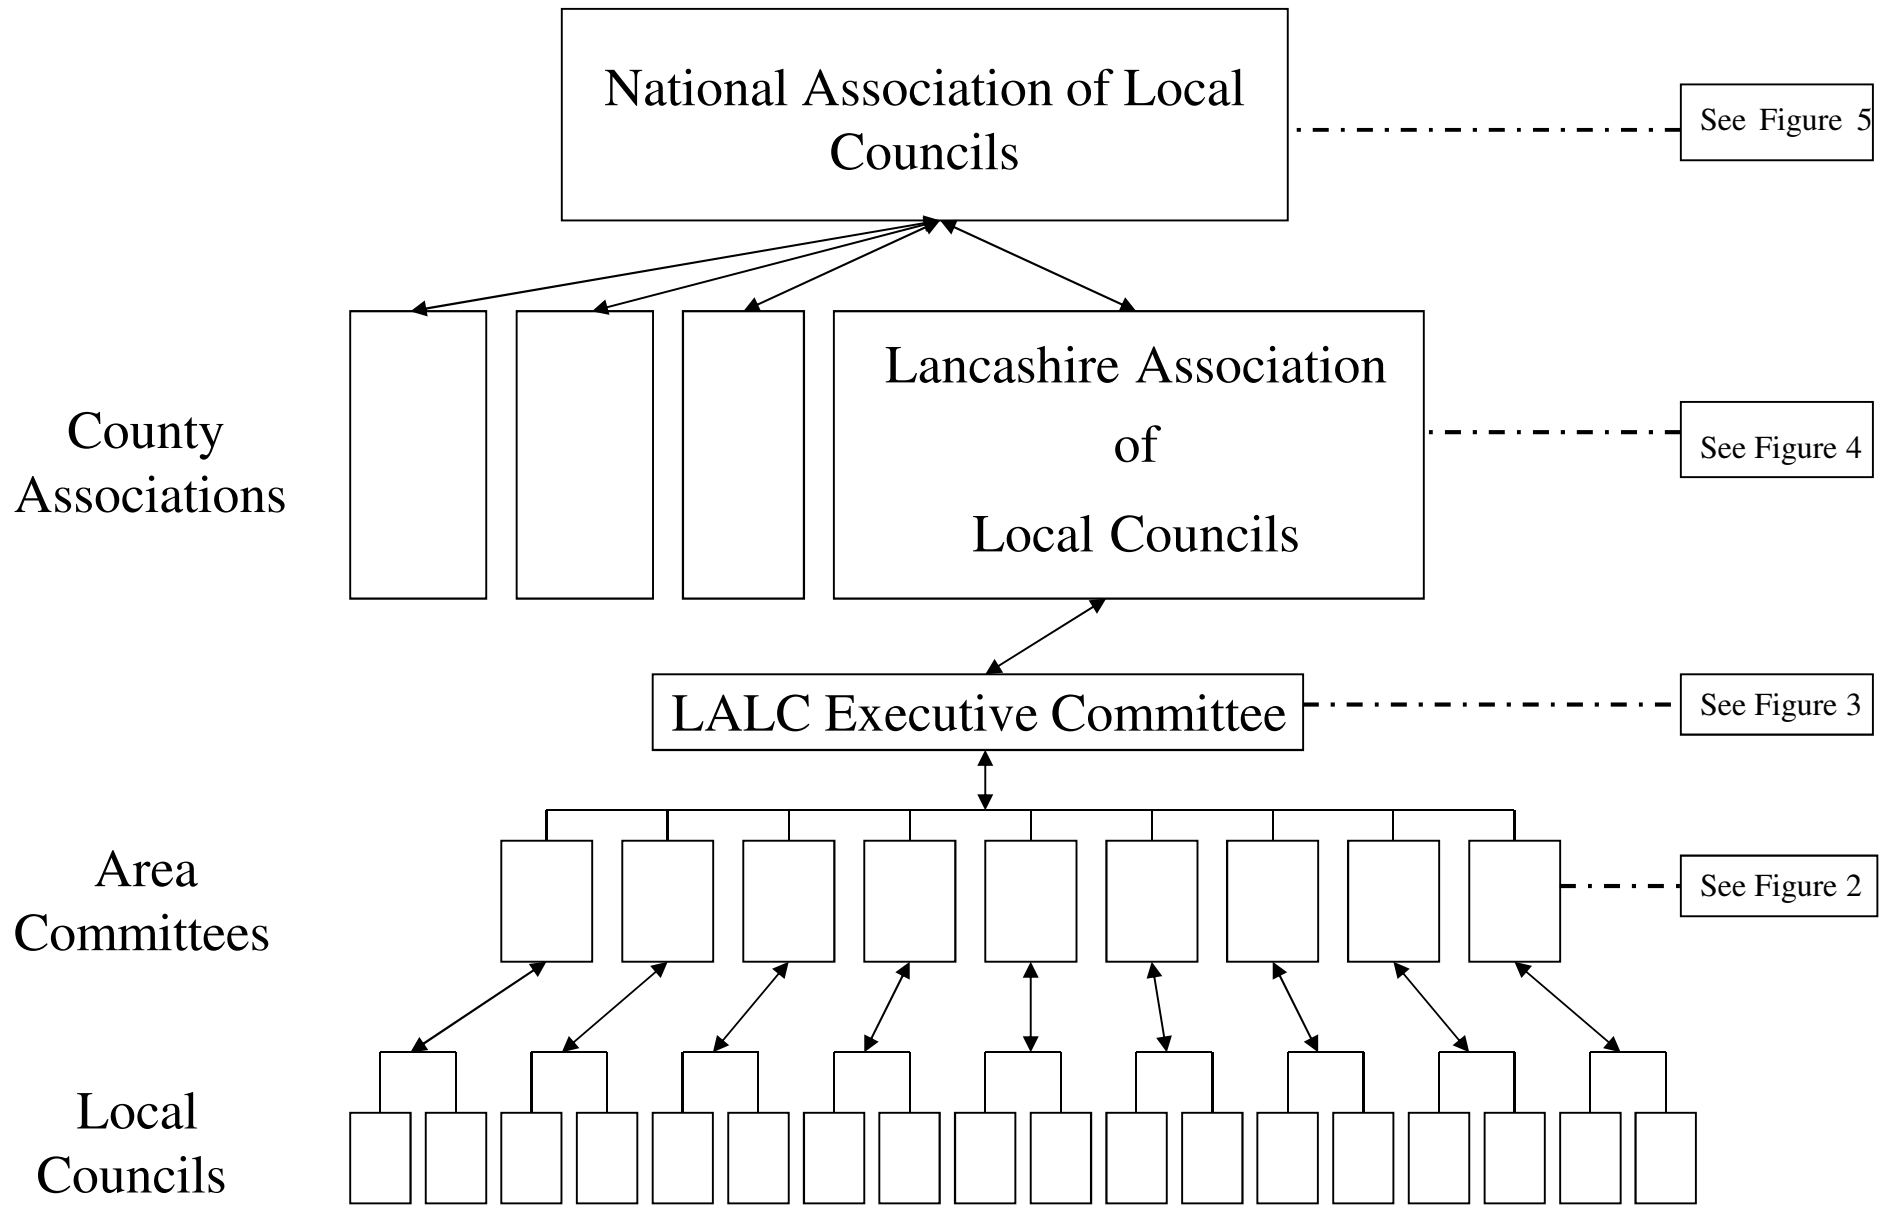 National Association of Local
Councils
See Figure 5
County
Associations
Lancashire Association
of
Local Councils
See Figure 4
LALC Executive Committee
See Figure 3
Area
Committees
See Figure 2
Local
Councils